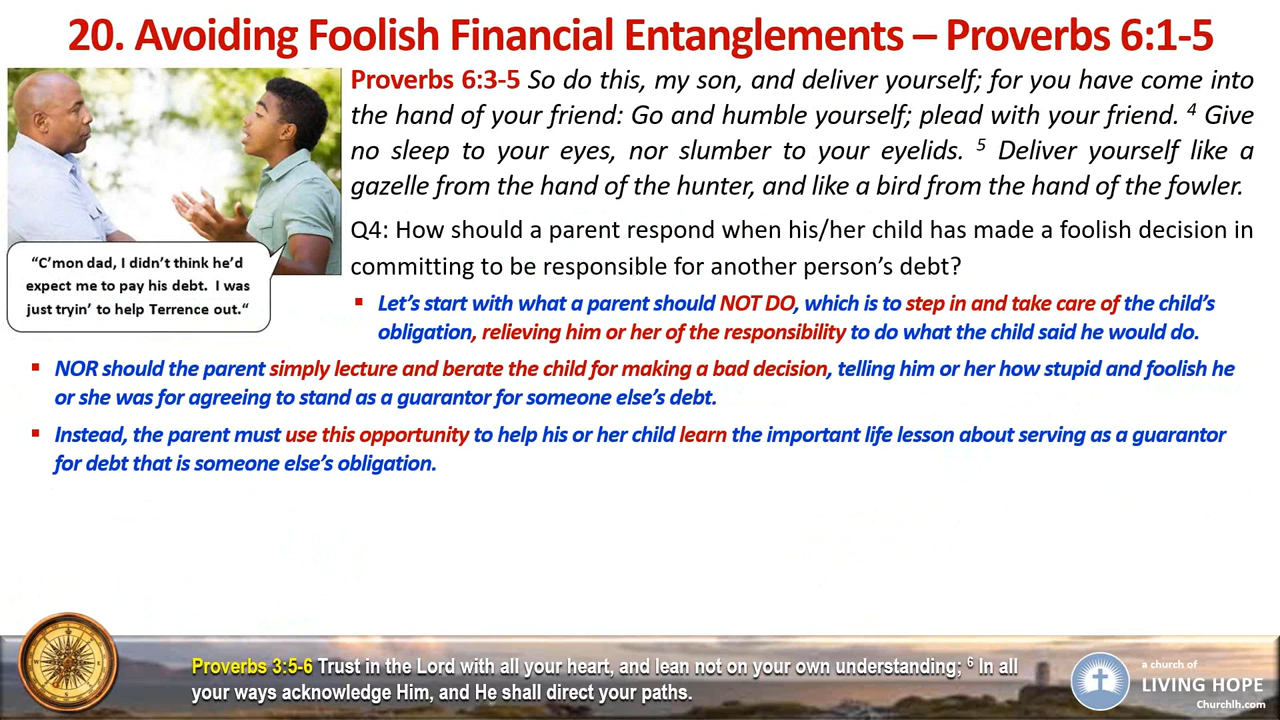 20. Avoiding Foolish Financial Entanglements – Proverbs 6:1-5
Proverbs 6:3-5 So do this, my son, and deliver yourself; for you have come into
the hand of your friend: Go and humble yourself; plead with your friend. ⁴ Give
no sleep to your eyes, nor slumber to your eyelids. ⁵ Deliver yourself like a
gazelle from the hand of the hunter, and like a bird from the hand of the fowler.
“C’mon dad, I didn’t think he’d
expect me to pay his debt. I was
just tryin’ to help Terrence out.“
Q4: How should a parent respond when his/her child has made a foolish decision in
committing to be responsible for another person’s debt?
▪ Let’s start with what a parent should NOT DO, which is to step in and take care of the child’s
obligation, relieving him or her of the responsibility to do what the child said he would do.
▪ NOR should the parent simply lecture and berate the child for making a bad decision, telling him or her how stupid and foolish he
or she was for agreeing to stand as a guarantor for someone else’s debt.
▪ Instead, the parent must use this opportunity to help his or her child learn the important life lesson about serving as a guarantor
for debt that is someone else’s obligation.
Proverbs 3:5-6 Trust in the Lord with all your heart, and lean not on your own understanding; ⁶ In all
your ways acknowledge Him, and He shall direct your paths.
a church of
LIVING HOPE
Churchlh.com